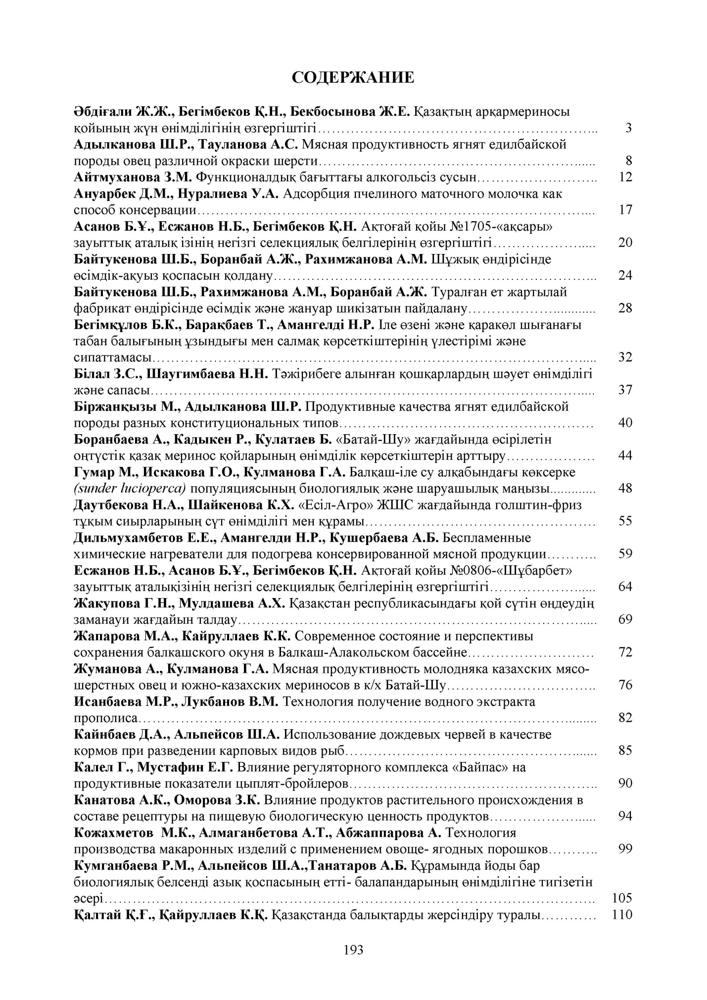 СОДЕРЖАНИЕ
Әбдіғали Ж.Ж., Бегімбеков Қ.Н., Бекбосынова Ж.Е. Қазақтың арқармериносы
қойының жүн өнімділігінің өзгергіштігі…………………………………………………... 3
Адылканова Ш.Р., Тауланова А.С. Мясная продуктивность ягнят едилбайской
породы овец различной окраски шерсти………………………………………………...... 8
Айтмуханова З.М. Функционалдық бағыттағы алкогольсіз сусын…………………….. 12
Ануарбек Д.М., Нуралиева У.А. Адсорбция пчелиного маточного молочка как
способ консервации………………………………………………………………………... 17
Асанов Б.Ұ., Есжанов Н.Б., Бегімбеков Қ.Н. Ақтоғай қойы №1705-«ақсары»
зауыттық аталық ізінің негізгі селекциялық белгілерінің өзгергіштігі………………..... 20
Байтукенова Ш.Б., Боранбай А.Ж., Рахимжанова А.М. Шұжық өндірісінде
өсімдік-ақуыз қоспасын қолдану………………………………………………………….. 24
Байтукенова Ш.Б., Рахимжанова А.М., Боранбай А.Ж. Туралған ет жартылай
фабрикат өндірісінде өсімдік және жануар шикізатын пайдалану………………........... 28
Бегімқұлов Б.К., Барақбаев Т., Амангелді Н.Р. Іле өзені және қаракөл шығанағы
табан балығының ұзындығы мен салмақ көрсеткіштерінің үлестірімі және
сипаттамасы………………………………………………………………………………..... 32
Білал З.С., Шаугимбаева Н.Н. Тәжірибеге алынған қошқарлардың шәует өнімділігі
және сапасы……………………………………………………………………………….... 37
Біржанқызы М., Адылканова Ш.Р. Продуктивные качества ягнят едилбайской
породы разных конституциональных типов……………………………………………… 40
Боранбаева А., Кадыкен Р., Кулатаев Б. «Батай-Шу» жағдайында өсірілетін
оңтүстік қазақ меринос қойларының өнімділік көрсеткіштерін арттыру……………… 44
Гумар М., Искакова Г.О., Кулманова Г.А. Балқаш-іле су алқабындағы көксерке
(sunder lucioperca) популяциясының биологиялық және шаруашылық маңызы............. 48
Даутбекова Н.А., Шайкенова К.Х. «Есіл-Агро» ЖШС жағдайында голштин-фриз
тұқым сиырларының сүт өнімділігі мен құрамы………………………………………… 55
Дильмухамбетов Е.Е., Амангелди Н.Р., Кушербаева А.Б. Беспламенные
химические нагреватели для подогрева консервированной мясной продукции……….. 59
Есжанов Н.Б., Асанов Б.Ұ., Бегімбеков Қ.Н. Ақтоғай қойы №0806-«Шұбарбет»
зауыттық аталықізінің негізгі селекциялық белгілерінің өзгергіштігі………………...... 64
Жакупова Г.Н., Мулдашева А.Х. Қазақстан республикасындағы қой сүтін өңдеудің
заманауи жағдайын талдау………………………………………………………………..... 69
Жапарова М.А., Кайруллаев К.К. Современное состояние и перспективы
сохранения балкашского окуня в Балкаш-Алакольском бассейне……………………… 72
Жуманова А., Кулманова Г.А. Мясная продуктивность молодняка казахских мясо-
шерстных овец и южно-казахских мериносов в к/х Батай-Шу………………………….. 76
Исанбаева М.Р., Лукбанов В.М. Технология получение водного экстракта
прополиса………………………………………………………………………………........ 82
Кайнбаев Д.А., Альпейсов Ш.А. Использование дождевых червей в качестве
кормов при разведении карповых видов рыб…………………………………………....... 85
Калел Г., Мустафин Е.Г. Влияние регуляторного комплекса «Байпас» на
продуктивные показатели цыплят-бройлеров…………………………………………….. 90
Канатова А.К., Оморова З.К. Влияние продуктов растительного происхождения в
составе рецептуры на пищевую биологическую ценность продуктов………………...... 94
Кожахметов  М.К., Алмаганбетова А.Т., Абжаппарова А. Технология
производства макаронных изделий с применением овоще- ягодных порошков……….. 99
Кумганбаева Р.М., Альпейсов Ш.А.,Танатаров А.Б. Құрамында йоды бар
биологиялық белсенді азық қоспасының етті- балапандарының өнімділігіне тигізетін
әсері…………………………………………………………………………………………. 105
Қалтай Қ.Ғ., Қайруллаев К.Қ. Қазақстанда балықтарды жерсіндіру туралы………… 110
193